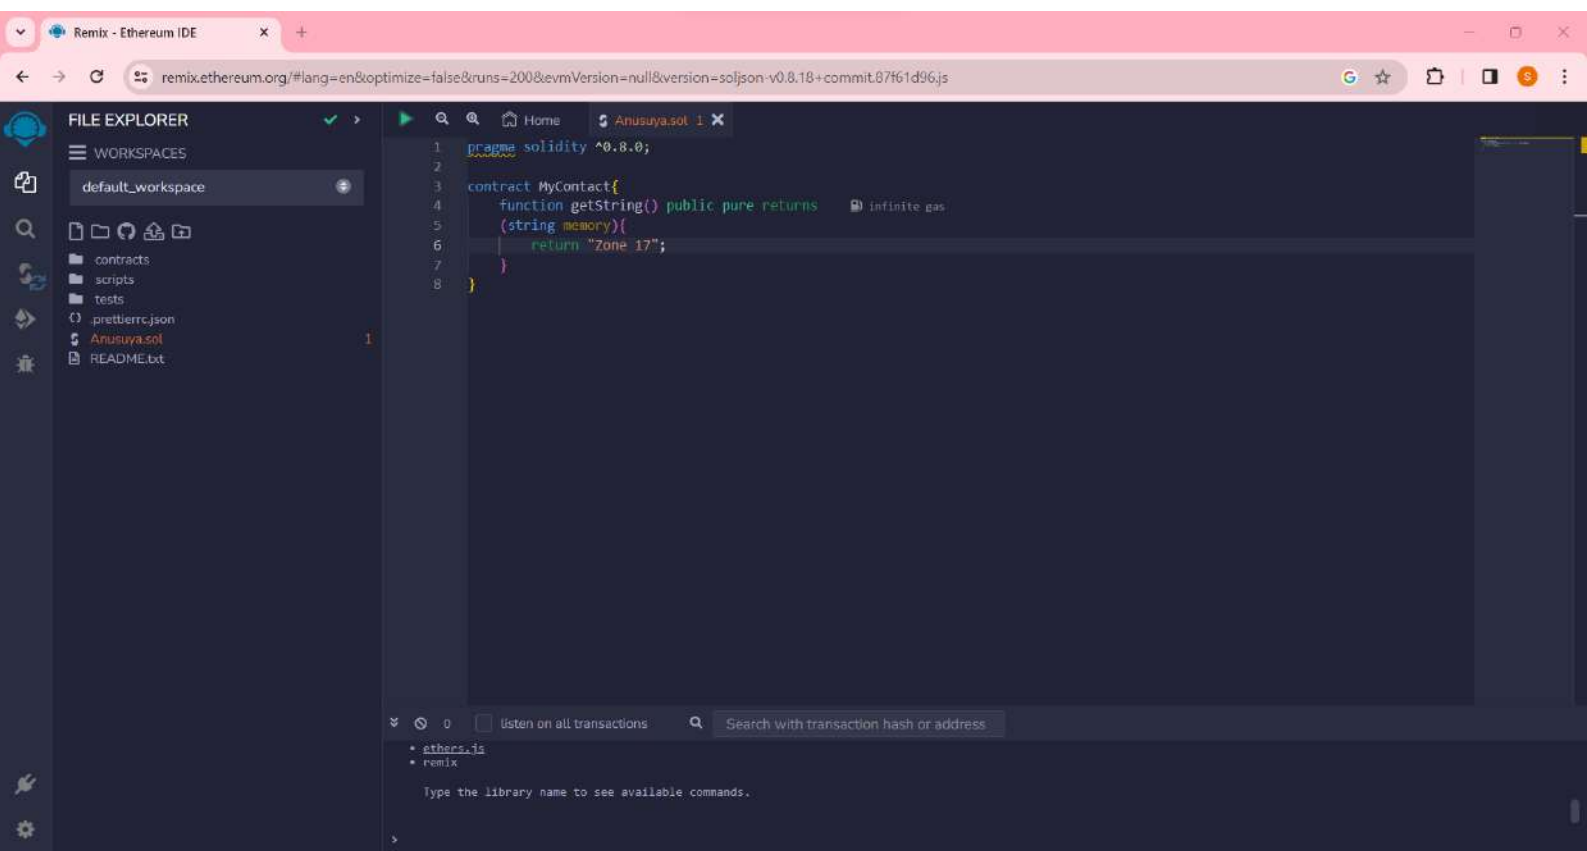 Remix - Ethereum IDE
remix.ethereum.org/#lang=en&optimize=false&runs=200&evmVersion=null&version=soljson-v0.8.18+commit.87f61d96.js
G
S
FILE EXPLORER
WORKSPACES
default_workspace
contracts
scripts
tests
.prettierrc.json
Anusuya.sol 1
README.txt
Home
Anusuya.sol 1
1 pragma solidity ^0.8.0;
2
3 contract MyContact{
4 function getString() public pure returns infinite gas
5 (string memory){
6 return "Zone 17";
7 }
8 }
0 listen on all transactions Search with transaction hash or address
• ethers.js
• remix
Type the library name to see available commands.
>